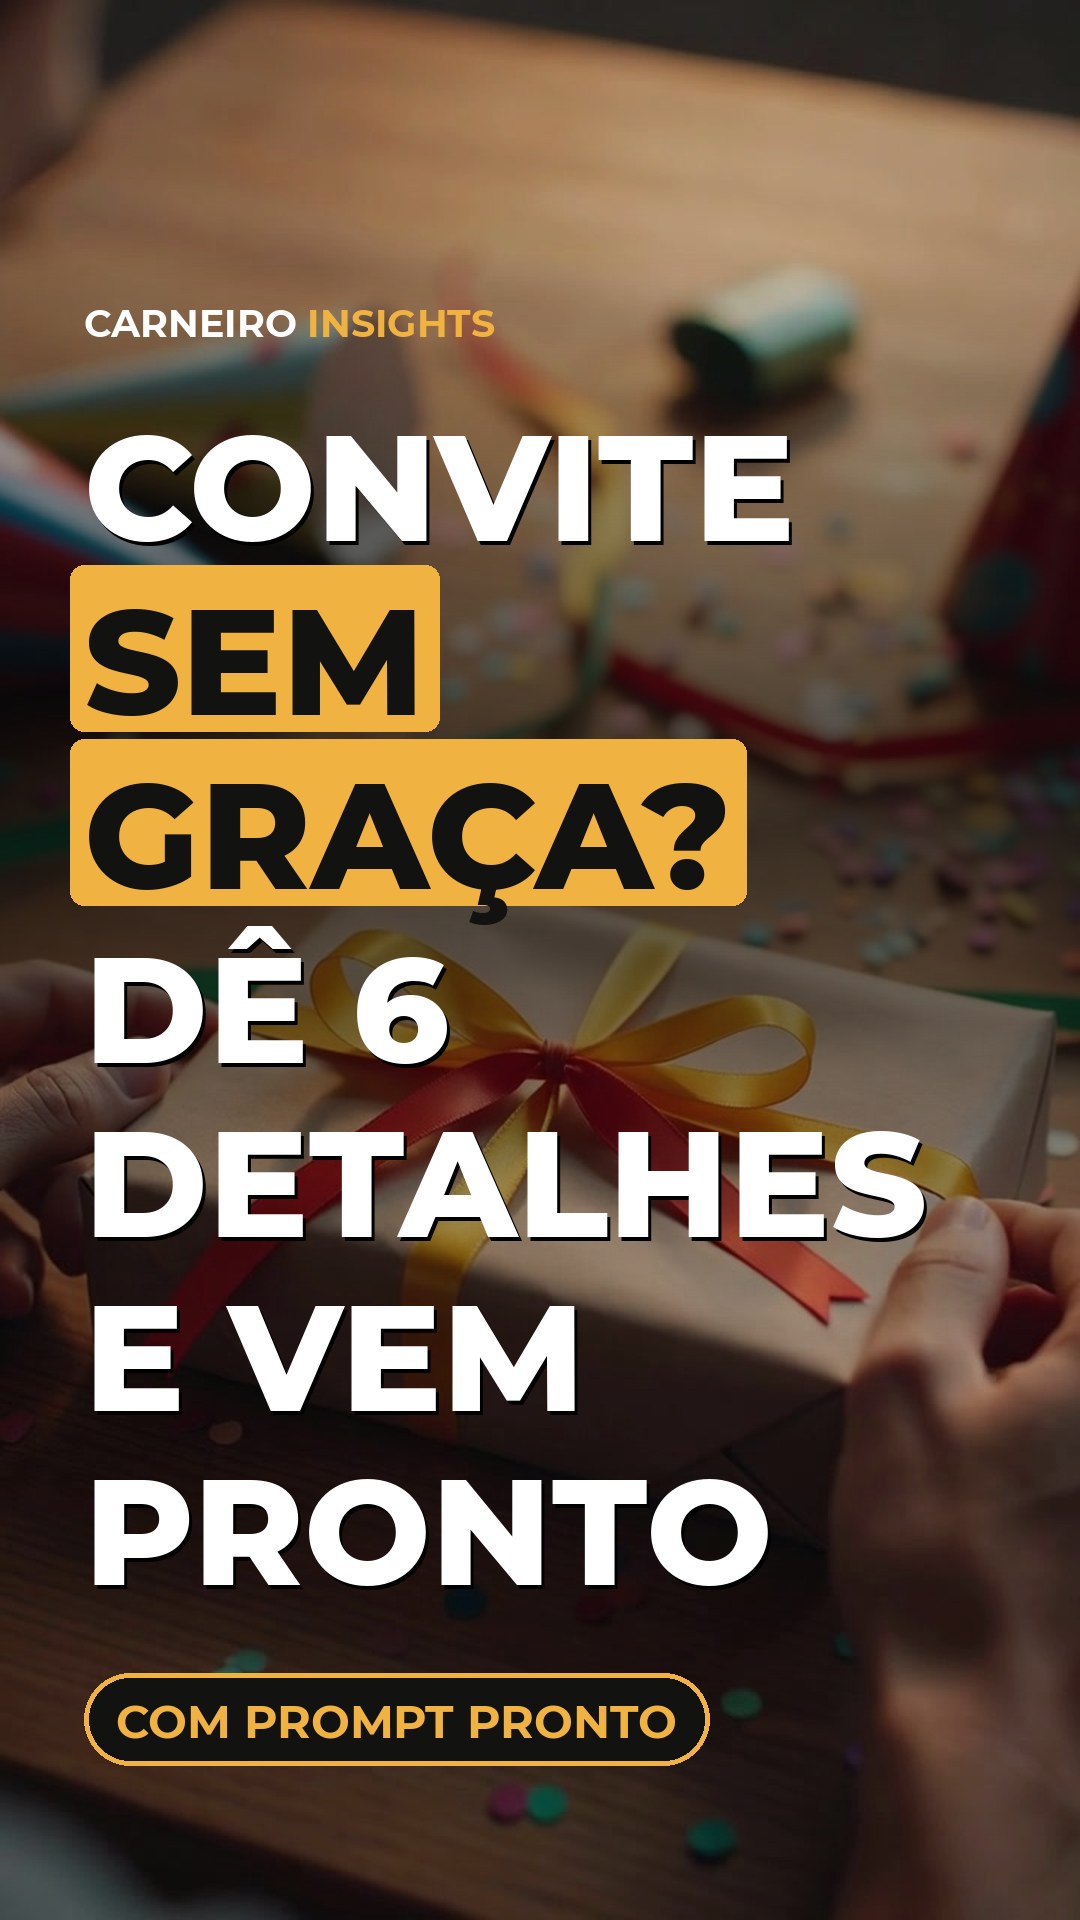 CARNEIRO INSIGHTS
CONVITE
SEM
GRAÇA?
DÊ 6
DETALHES
E VEM
PRONTO
COM PROMPT PRONTO